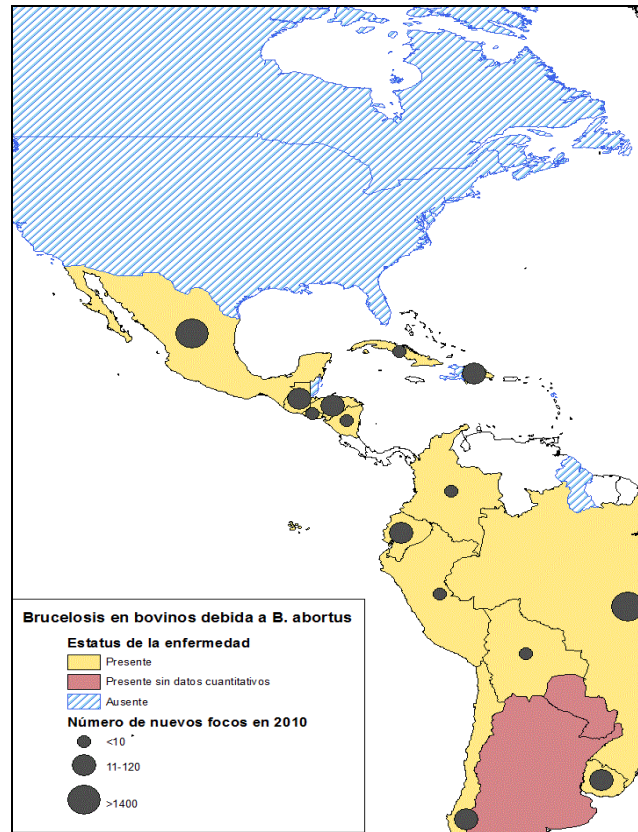 Brucelosis en bovinos debida a B. abortus
Estatus de la enfermedad
Presente
Presente sin datos cuantitativos
Ausente
Número de nuevos focos en 2010
<10
11-120
>1400